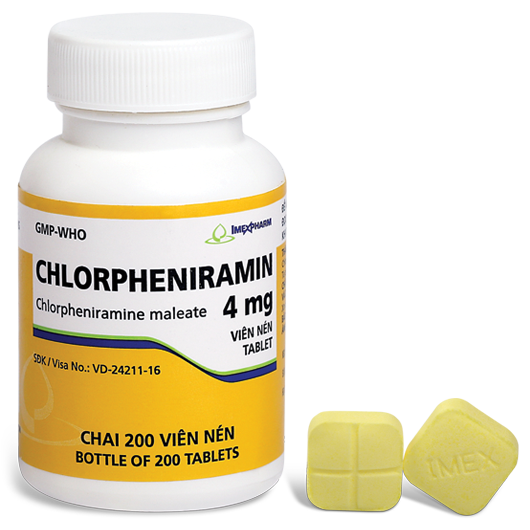 IMEXPHARM
GMP-WHO
CHLORPHENIRAMIN
Chlorpheniramine maleate 4 mg
VIÊN NÉN
TABLET
SĐK / Visa No.: VD-24211-16
CHAI 200 VIÊN NÉN
BOTTLE OF 200 TABLETS
IMEX